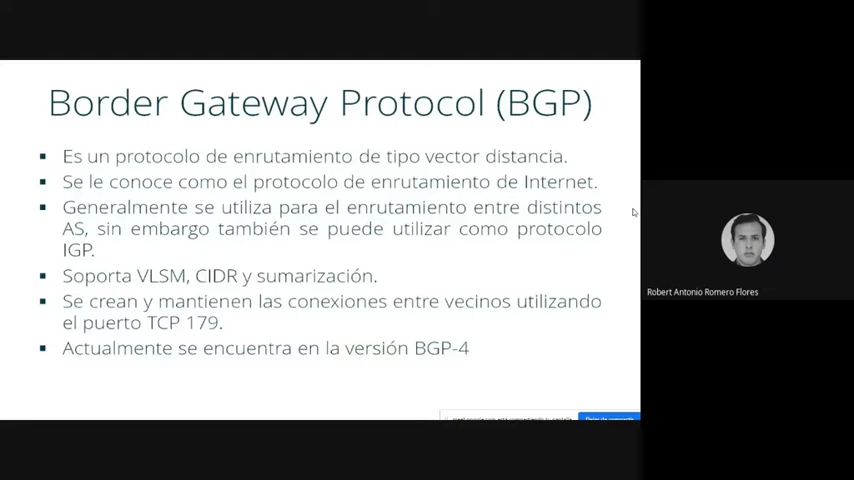 Border Gateway Protocol (BGP)
▪ Es un protocolo de enrutamiento de tipo vector distancia.
▪ Se le conoce como el protocolo de enrutamiento de Internet.
▪ Generalmente se utiliza para el enrutamiento entre distintos
AS, sin embargo también se puede utilizar como protocolo
IGP.
▪ Soporta VLSM, CIDR y sumarización.
▪ Se crean y mantienen las conexiones entre vecinos utilizando
el puerto TCP 179.
▪ Actualmente se encuentra en la versión BGP-4
Robert Antonio Romero Flores